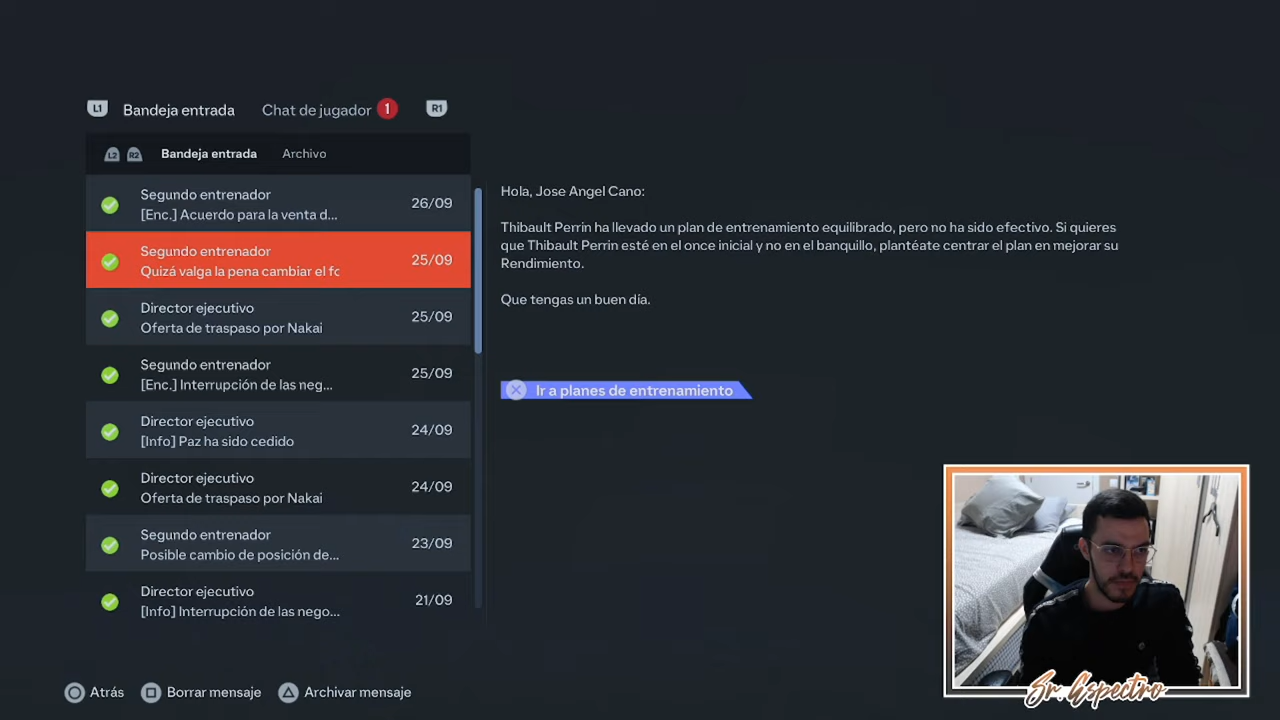 L1 Bandeja entrada Chat de jugador 1 R1
L2 R2 Bandeja entrada Archivo
Segundo entrenador
[Enc.] Acuerdo para la venta d... 26/09
Segundo entrenador
Quizá valga la pena cambiar el fo 25/09
Director ejecutivo
Oferta de traspaso por Nakai 25/09
Segundo entrenador
[Enc.] Interrupción de las neg... 25/09
Director ejecutivo
[Info] Paz ha sido cedido 24/09
Director ejecutivo
Oferta de traspaso por Nakai 24/09
Segundo entrenador
Posible cambio de posición de... 23/09
Director ejecutivo
[Info] Interrupción de las nego... 21/09
Hola, Jose Angel Cano:
Thibault Perrin ha llevado un plan de entrenamiento equilibrado, pero no ha sido efectivo. Si quieres
que Thibault Perrin esté en el once inicial y no en el banquillo, plantéate centrar el plan en mejorar su
Rendimiento.
Que tengas un buen día.
Ir a planes de entrenamiento
Atrás Borrar mensaje Archivar mensaje
Sr. Espectro